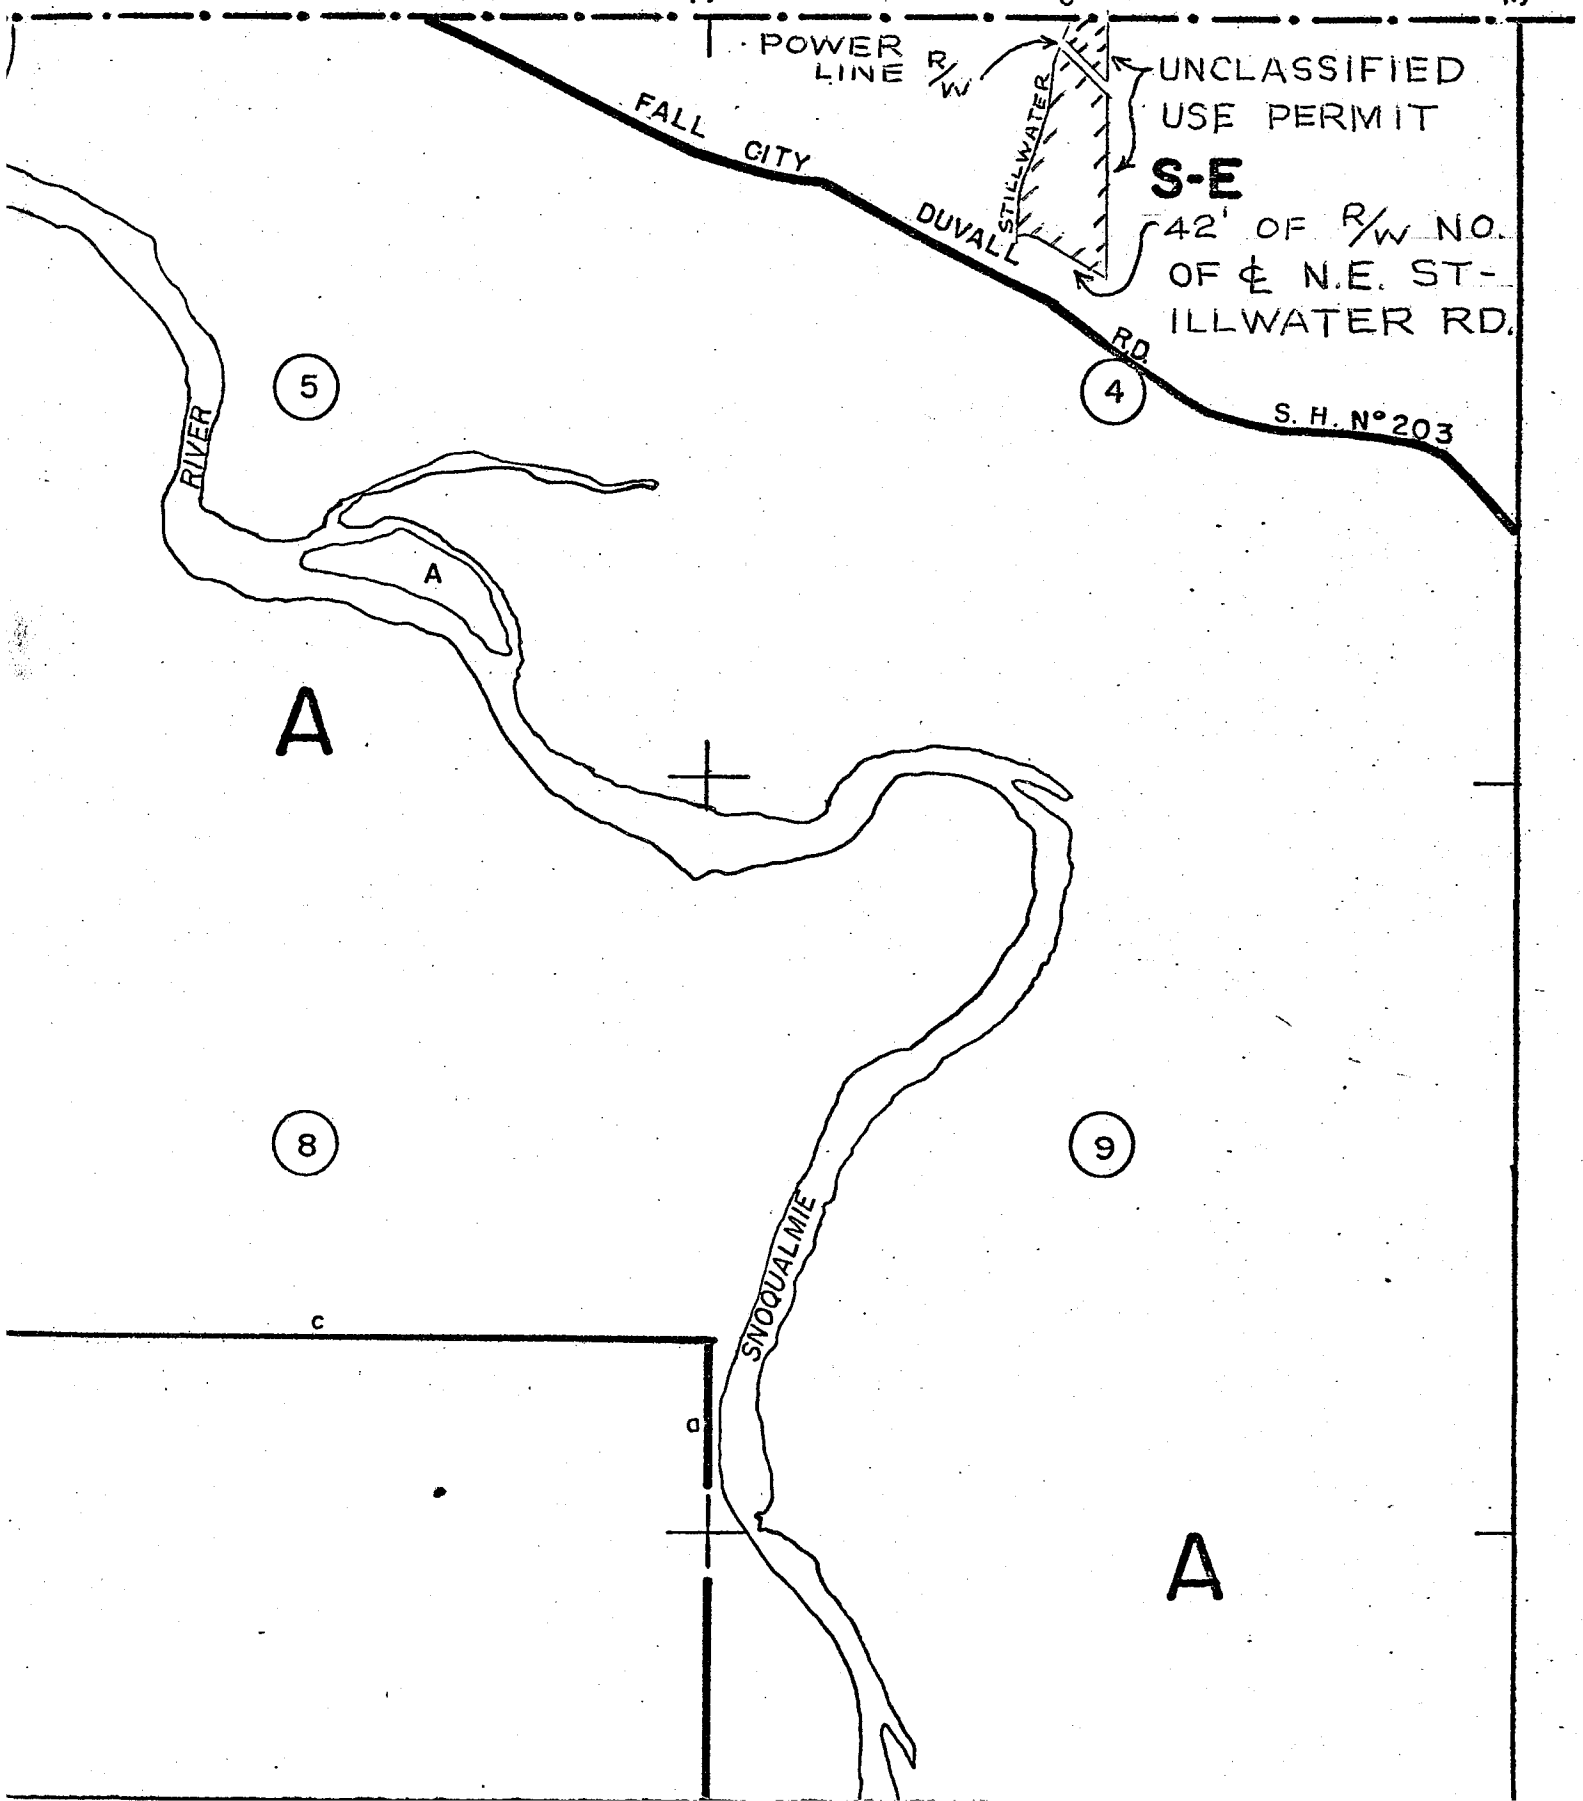 POWER
LINE R/W
UNCLASSIFIED
USE PERMIT
S-E
42' OF R/W NO.
OF ℄ N.E. ST-
ILLWATER RD.
STILLWATER
FALL CITY DUVALL RD.
S. H. Nº 203
5
4
RIVER
A
A
8
9
SNOQUALMIE
c
a
A